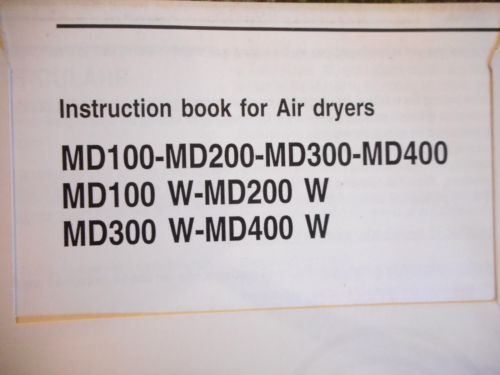 Instruction book for Air dryers
MD100-MD200-MD300-MD400
MD100 W-MD200 W
MD300 W-MD400 W